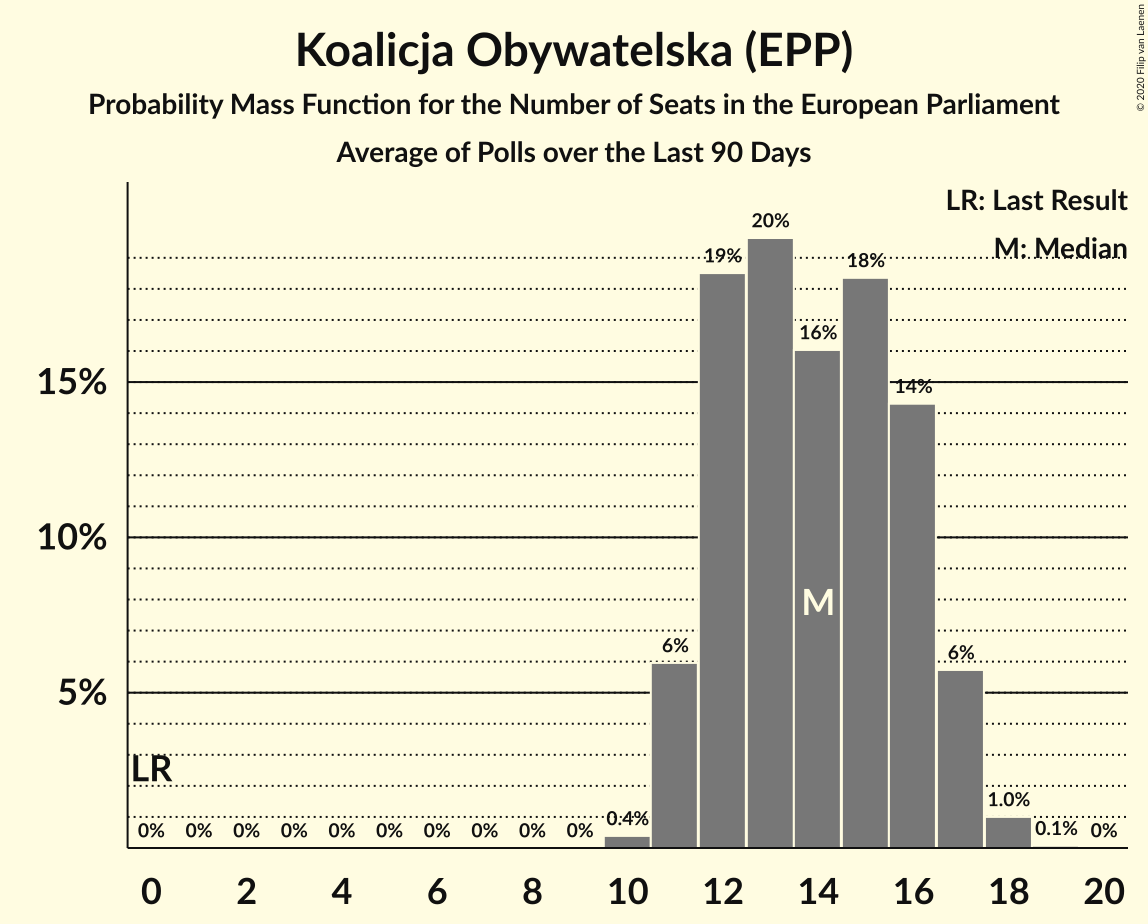 Koalicja Obywatelska (EPP)
Probability Mass Function for the Number of Seats in the European Parliament
Average of Polls over the Last 90 Days
© 2020 Filip van Laenen
LR: Last Result
M: Median
20%
19%
18%
16%
14%
15%
10%
M
6%
6%
5%
LR
1.0%
0.4%
0.1%
0% 0% 0% 0% 0% 0% 0% 0% 0% 0% 0%
0 2 4 6 8 10 12 14 16 18 20